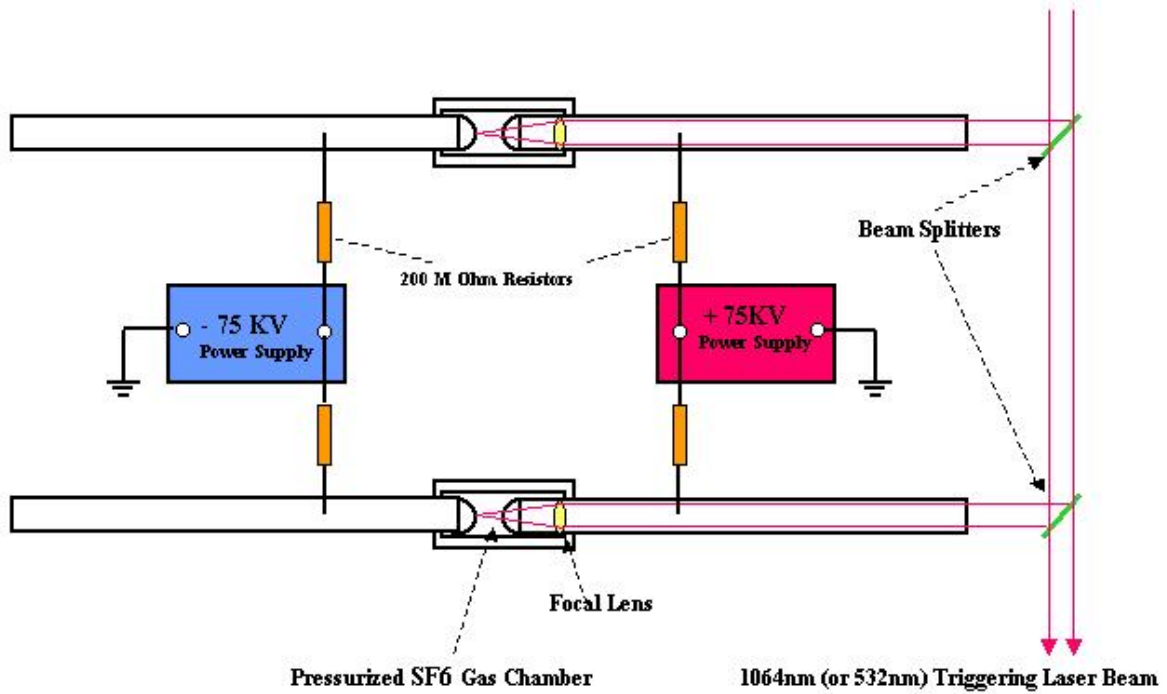 Beam Splitters
200 M Ohm Resistors
- 75 KV
Power Supply
+ 75KV
Power Supply
Focal Lens
Pressurized SF6 Gas Chamber
1064nm (or 532nm) Triggering Laser Beam